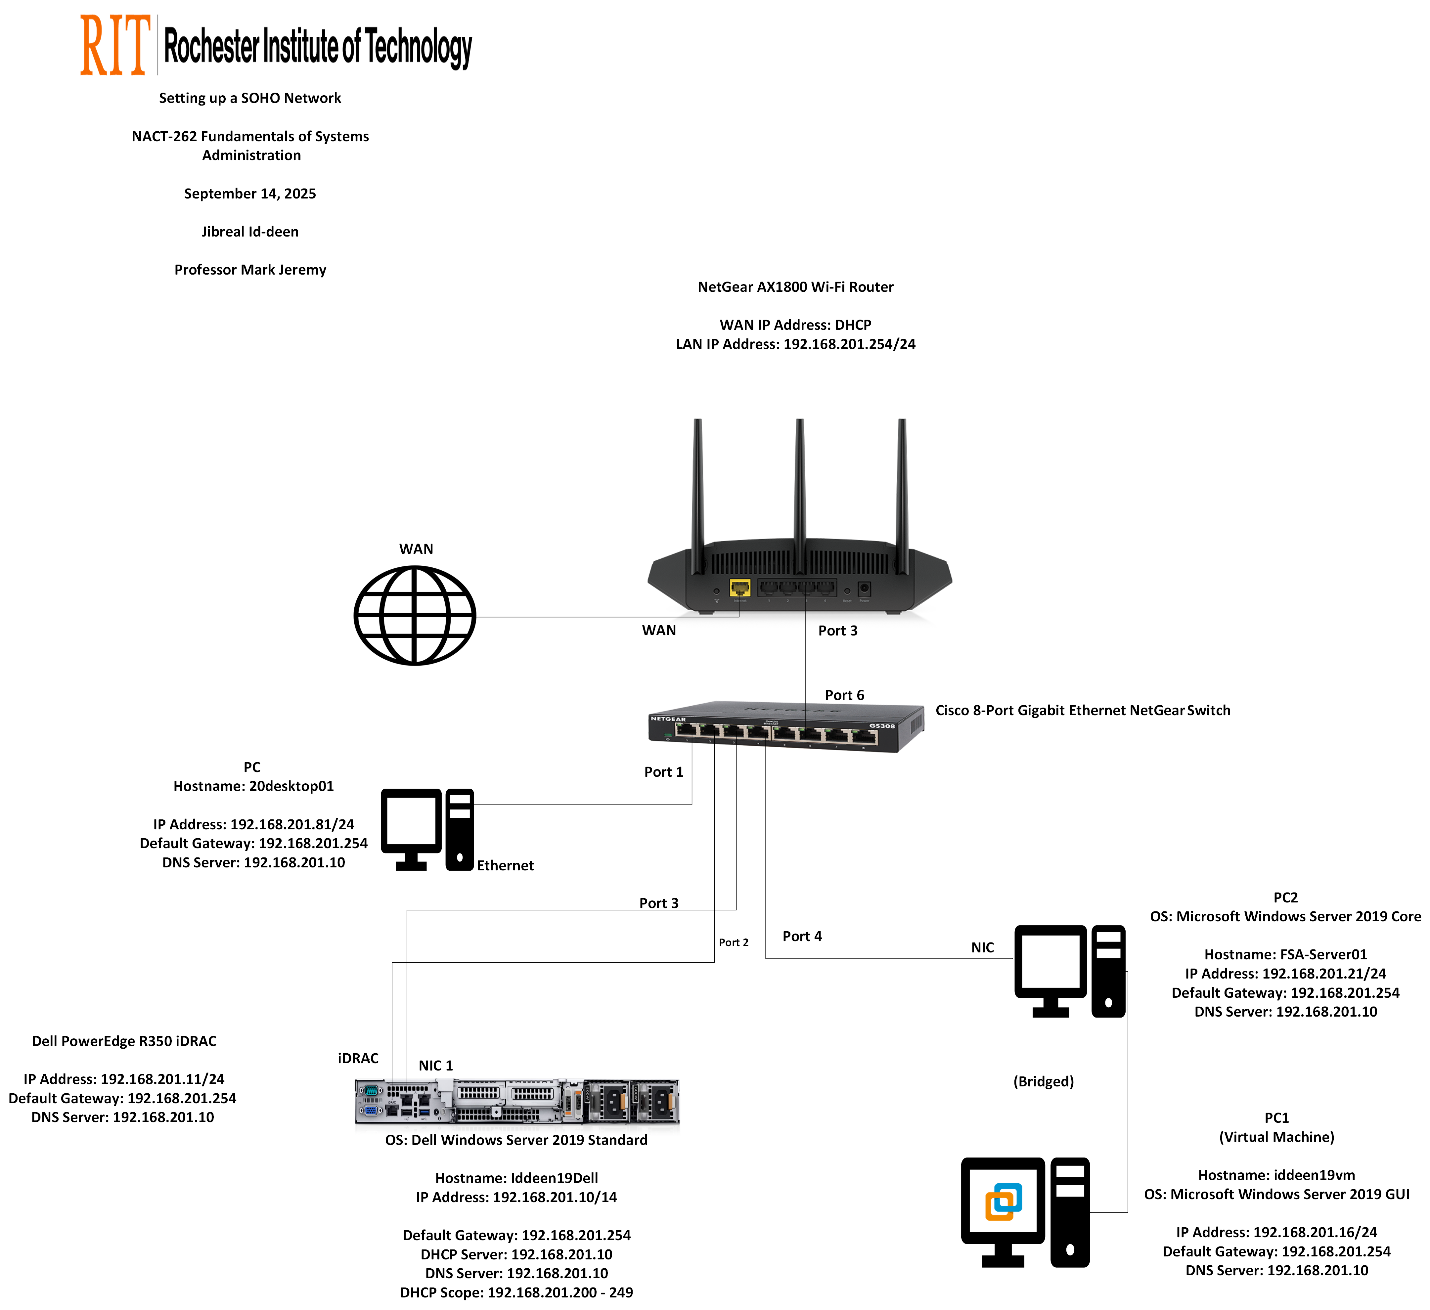 RIT Rochester Institute of Technology
Setting up a SOHO Network
NACT-262 Fundamentals of Systems
Administration
September 14, 2025
Jibreal Id-deen
Professor Mark Jeremy
NetGear AX1800 Wi-Fi Router
WAN IP Address: DHCP
LAN IP Address: 192.168.201.254/24
WAN
WAN
Port 3
Port 6
NETGEAR
NETGEAR
GS308
Cisco 8-Port Gigabit Ethernet NetGear Switch
Port 1
PC
Hostname: 20desktop01
IP Address: 192.168.201.81/24
Default Gateway: 192.168.201.254
DNS Server: 192.168.201.10
Ethernet
Port 3
Port 2
Port 4
NIC
PC2
OS: Microsoft Windows Server 2019 Core
Hostname: FSA-Server01
IP Address: 192.168.201.21/24
Default Gateway: 192.168.201.254
DNS Server: 192.168.201.10
Dell PowerEdge R350 iDRAC
IP Address: 192.168.201.11/24
Default Gateway: 192.168.201.254
DNS Server: 192.168.201.10
iDRAC
NIC 1
OS: Dell Windows Server 2019 Standard
Hostname: Iddeen19Dell
IP Address: 192.168.201.10/14
Default Gateway: 192.168.201.254
DHCP Server: 192.168.201.10
DNS Server: 192.168.201.10
DHCP Scope: 192.168.201.200 - 249
(Bridged)
PC1
(Virtual Machine)
Hostname: iddeen19vm
OS: Microsoft Windows Server 2019 GUI
IP Address: 192.168.201.16/24
Default Gateway: 192.168.201.254
DNS Server: 192.168.201.10